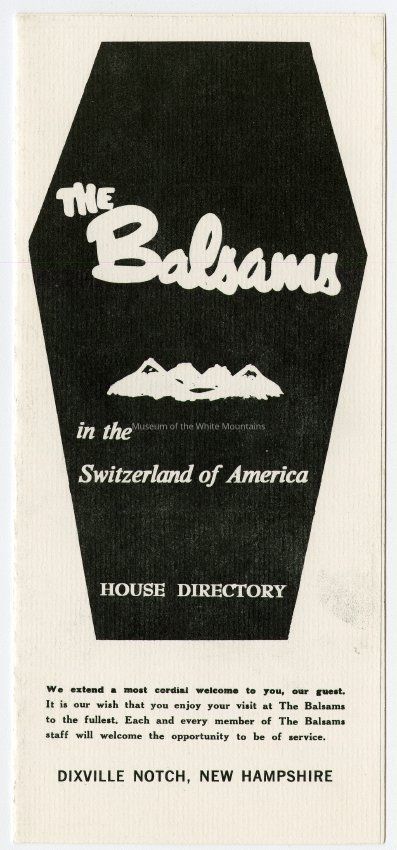 THE
Balsams
in the
Museum of the White Mountains
Switzerland of America
HOUSE DIRECTORY
We extend a most cordial welcome to you, our guest.
It is our wish that you enjoy your visit at The Balsams
to the fullest. Each and every member of The Balsams
staff will welcome the opportunity to be of service.
DIXVILLE NOTCH, NEW HAMPSHIRE